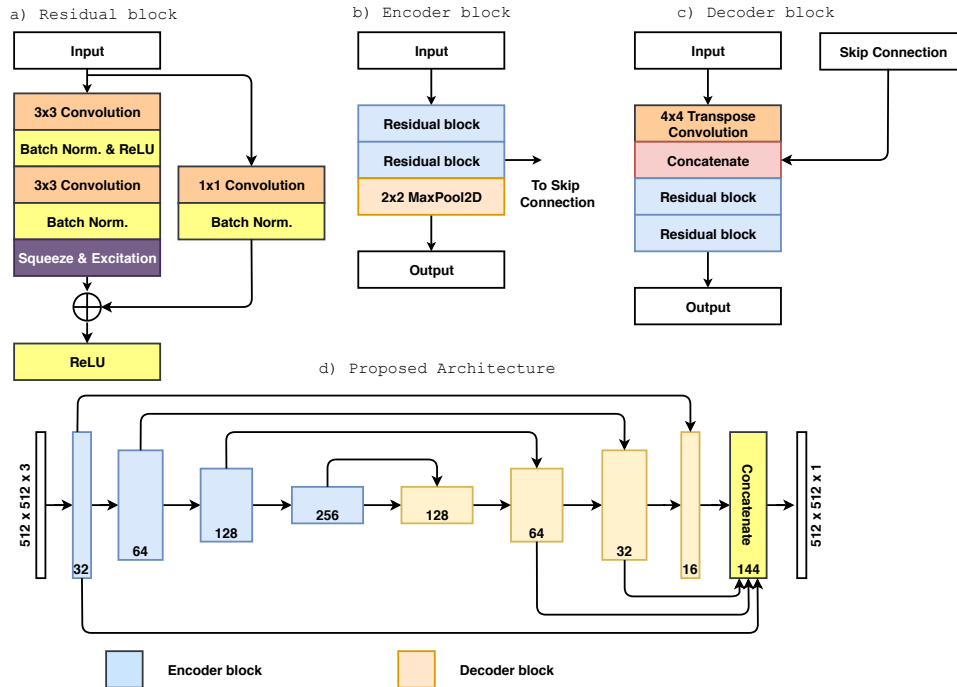 a) Residual block
Input
3x3 Convolution
Batch Norm. & ReLU
3x3 Convolution
Batch Norm.
Squeeze & Excitation
1x1 Convolution
Batch Norm.
ReLU
b) Encoder block
Input
Residual block
Residual block
2x2 MaxPool2D
To Skip
Connection
Output
c) Decoder block
Input
Skip Connection
4x4 Transpose
Convolution
Concatenate
Residual block
Residual block
Output
d) Proposed Architecture
512 x 512 x 3
32
64
128
256
128
64
32
16
Concatenate
144
512 x 512 x 1
Encoder block
Decoder block